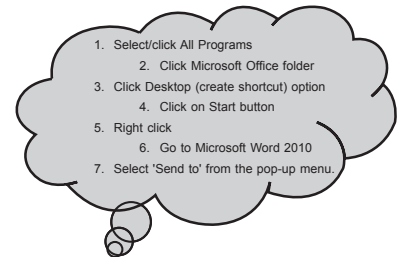 1. Select/click All Programs
2. Click Microsoft Office folder
3. Click Desktop (create shortcut) option
4. Click on Start button
5. Right click
6. Go to Microsoft Word 2010
7. Select 'Send to' from the pop-up menu.